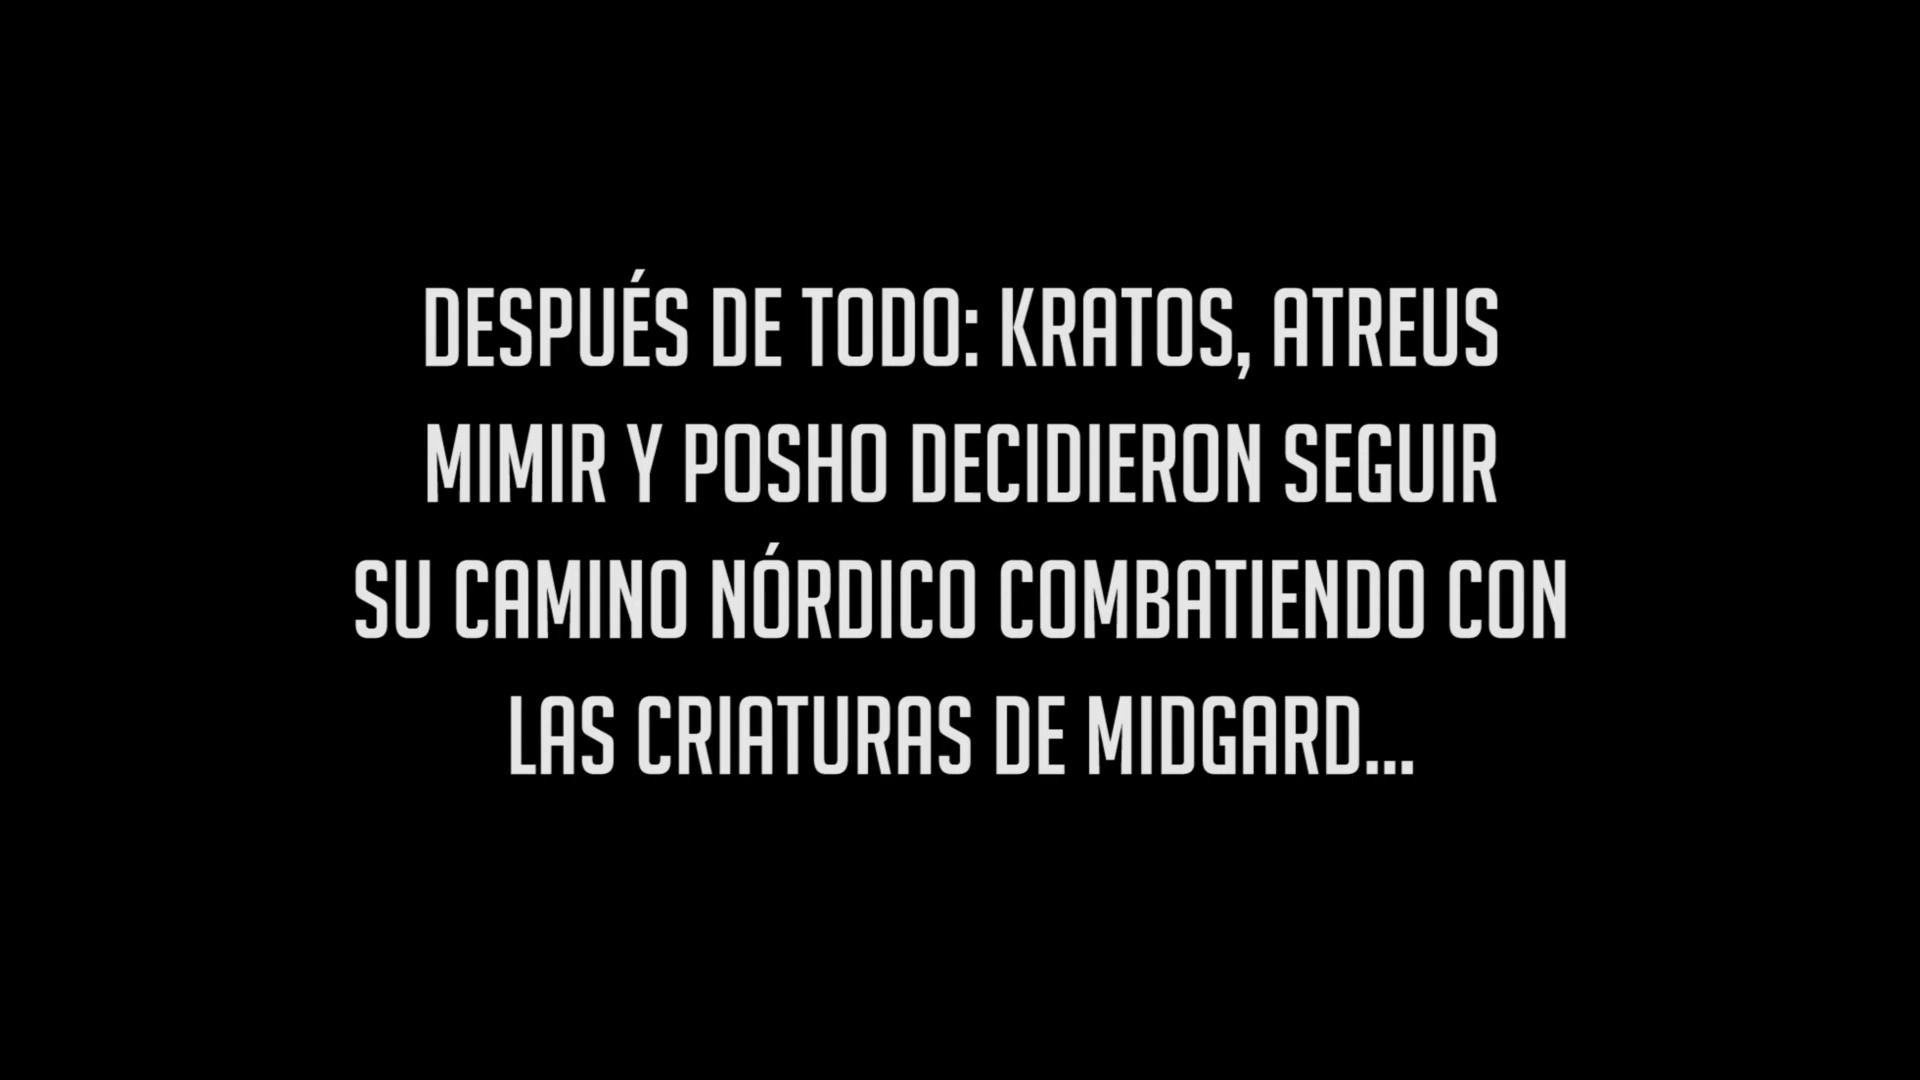 DESPUÉS DE TODO: KRATOS, ATREUS
MIMIR Y POSHO DECIDIERON SEGUIR
SU CAMINO NÓRDICO COMBATIENDO CON
LAS CRIATURAS DE MIDGARD...